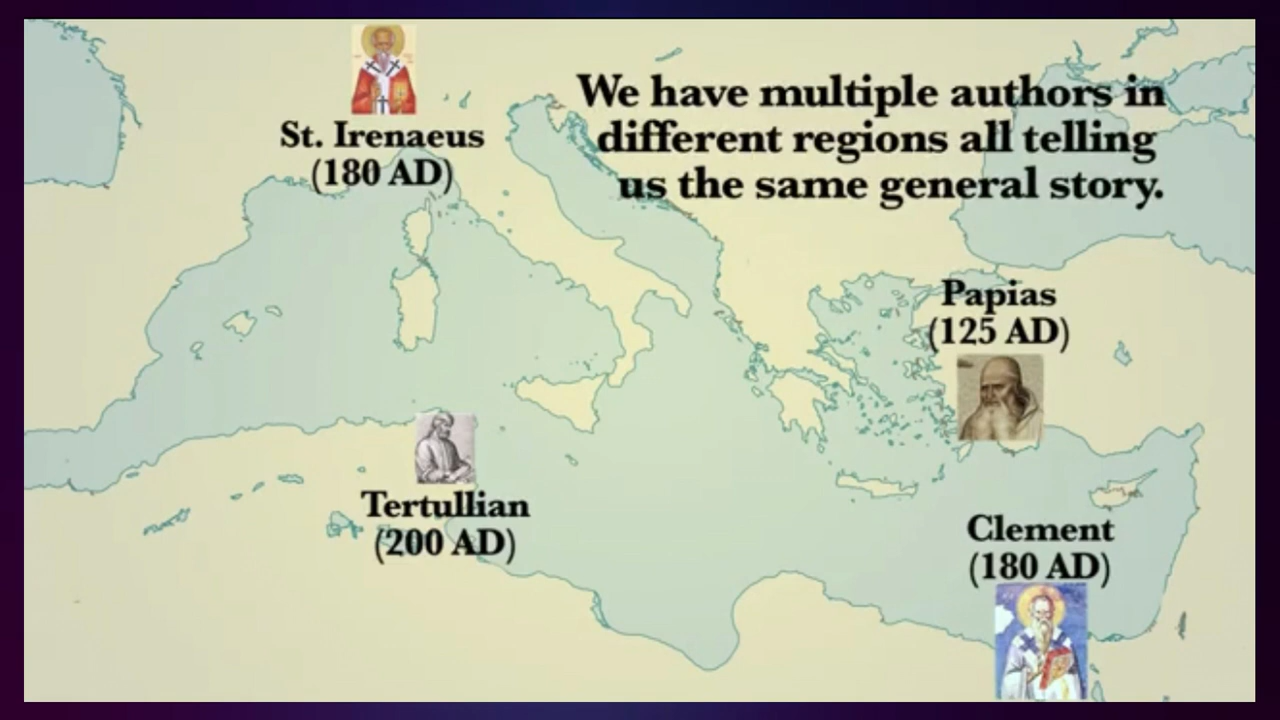 We have multiple authors in
different regions all telling
us the same general story.
St. Irenaeus
(180 AD)
Papias
(125 AD)
Tertullian
(200 AD)
Clement
(180 AD)